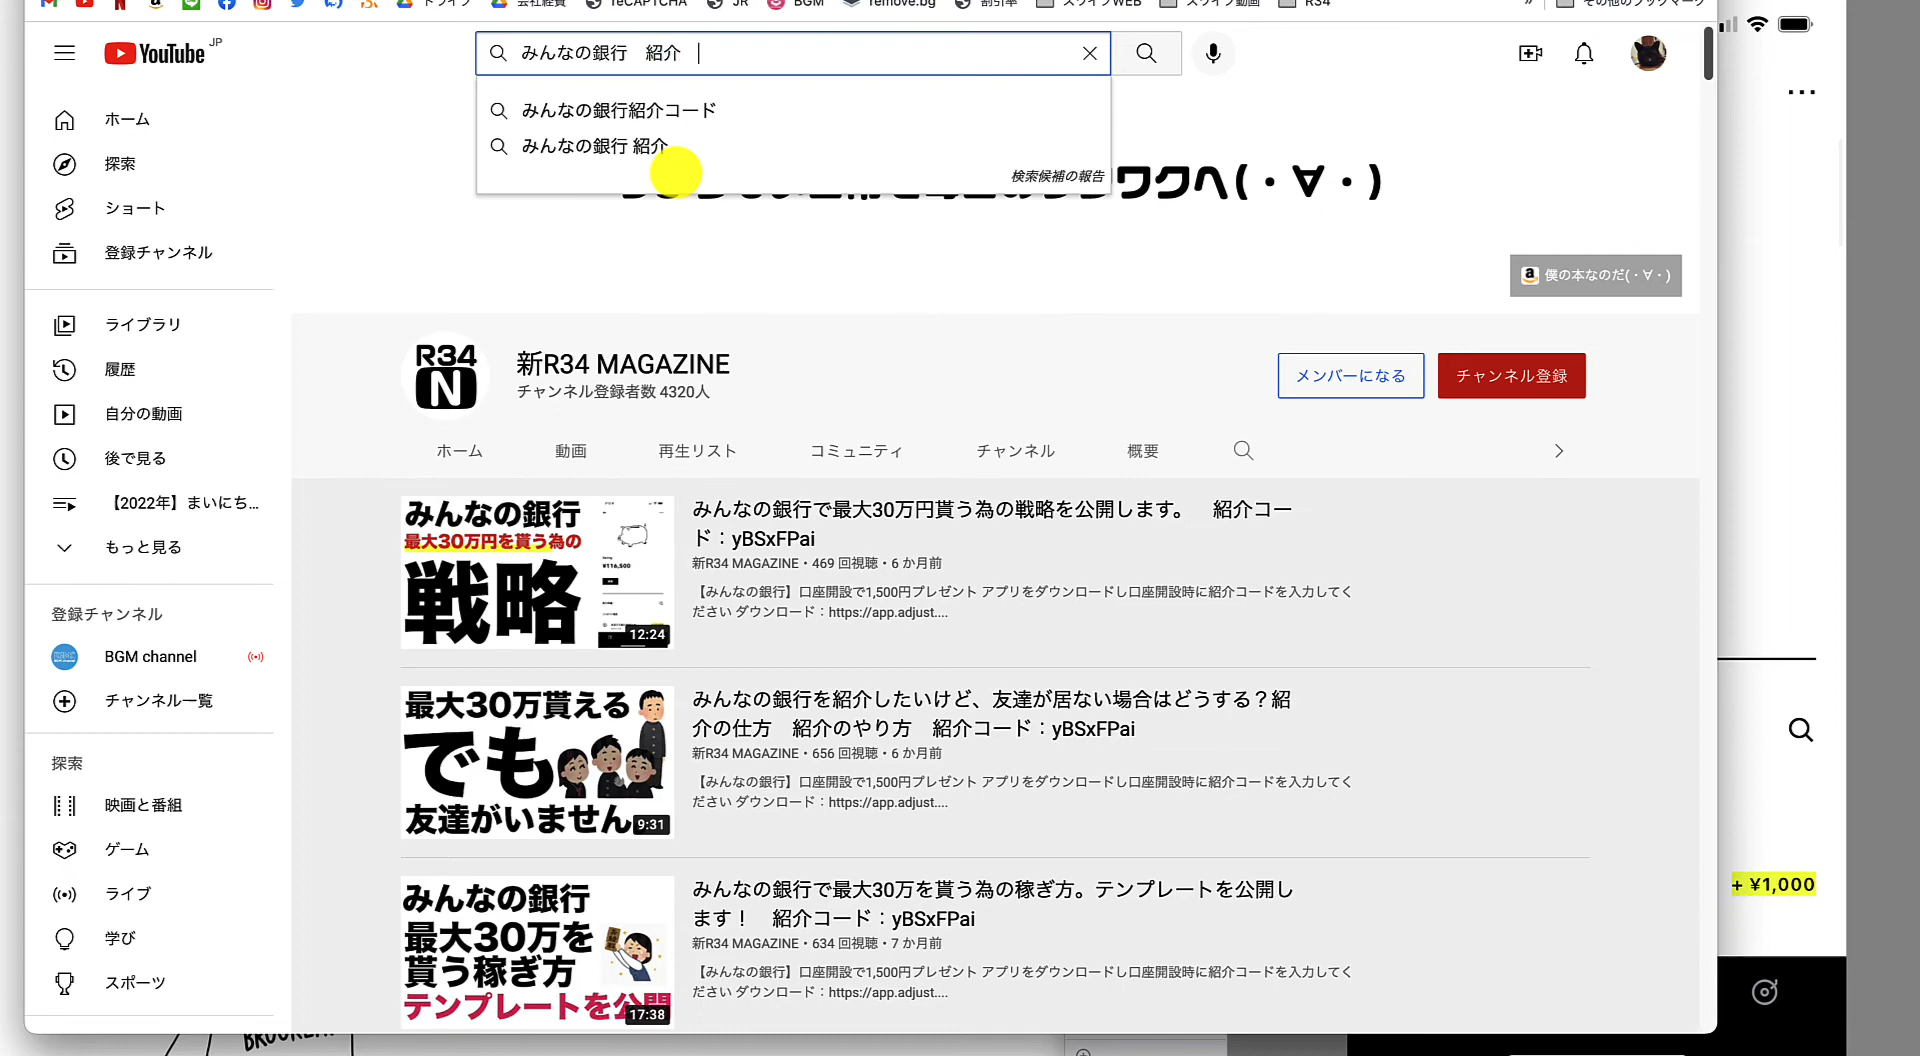 ドライブ
会社経費
reCAPTCHA
JR
BGM
remove.bg
割引率
スワイプWEB
スワイプ動画
R34
»
その他のブックマーク
YouTube JP
みんなの銀行　紹介
みんなの銀行紹介コード
みんなの銀行 紹介
検索候補の報告
ワクへ(・∀・)
僕の本なのだ(・∀・)
ホーム
探索
ショート
登録チャンネル
ライブラリ
履歴
自分の動画
後で見る
【2022年】まいにち...
もっと見る
登録チャンネル
BGM channel
チャンネル一覧
探索
映画と番組
ゲーム
ライブ
学び
スポーツ
R34
N
新R34 MAGAZINE
チャンネル登録者数 4320人
メンバーになる
チャンネル登録
ホーム
動画
再生リスト
コミュニティ
チャンネル
概要
みんなの銀行
最大30万円を貰う為の
戦略
¥116,500
12:24
みんなの銀行で最大30万円貰う為の戦略を公開します。　紹介コー
ド：yBSxFPai
新R34 MAGAZINE・469 回視聴・6 か月前
【みんなの銀行】口座開設で1,500円プレゼント アプリをダウンロードし口座開設時に紹介コードを入力してく
ださい ダウンロード：https://app.adjust....
最大30万貰える
でも
友達がいません
9:31
みんなの銀行を紹介したいけど、友達が居ない場合はどうする？紹
介の仕方　紹介のやり方　紹介コード：yBSxFPai
新R34 MAGAZINE・656 回視聴・6 か月前
【みんなの銀行】口座開設で1,500円プレゼント アプリをダウンロードし口座開設時に紹介コードを入力してく
ださい ダウンロード：https://app.adjust....
みんなの銀行
最大30万を
貰う稼ぎ方
テンプレートを公開
17:38
みんなの銀行で最大30万を貰う為の稼ぎ方。テンプレートを公開し
ます！　紹介コード：yBSxFPai
新R34 MAGAZINE・634 回視聴・7 か月前
【みんなの銀行】口座開設で1,500円プレゼント アプリをダウンロードし口座開設時に紹介コードを入力してく
ださい ダウンロード：https://app.adjust....
+ ¥1,000